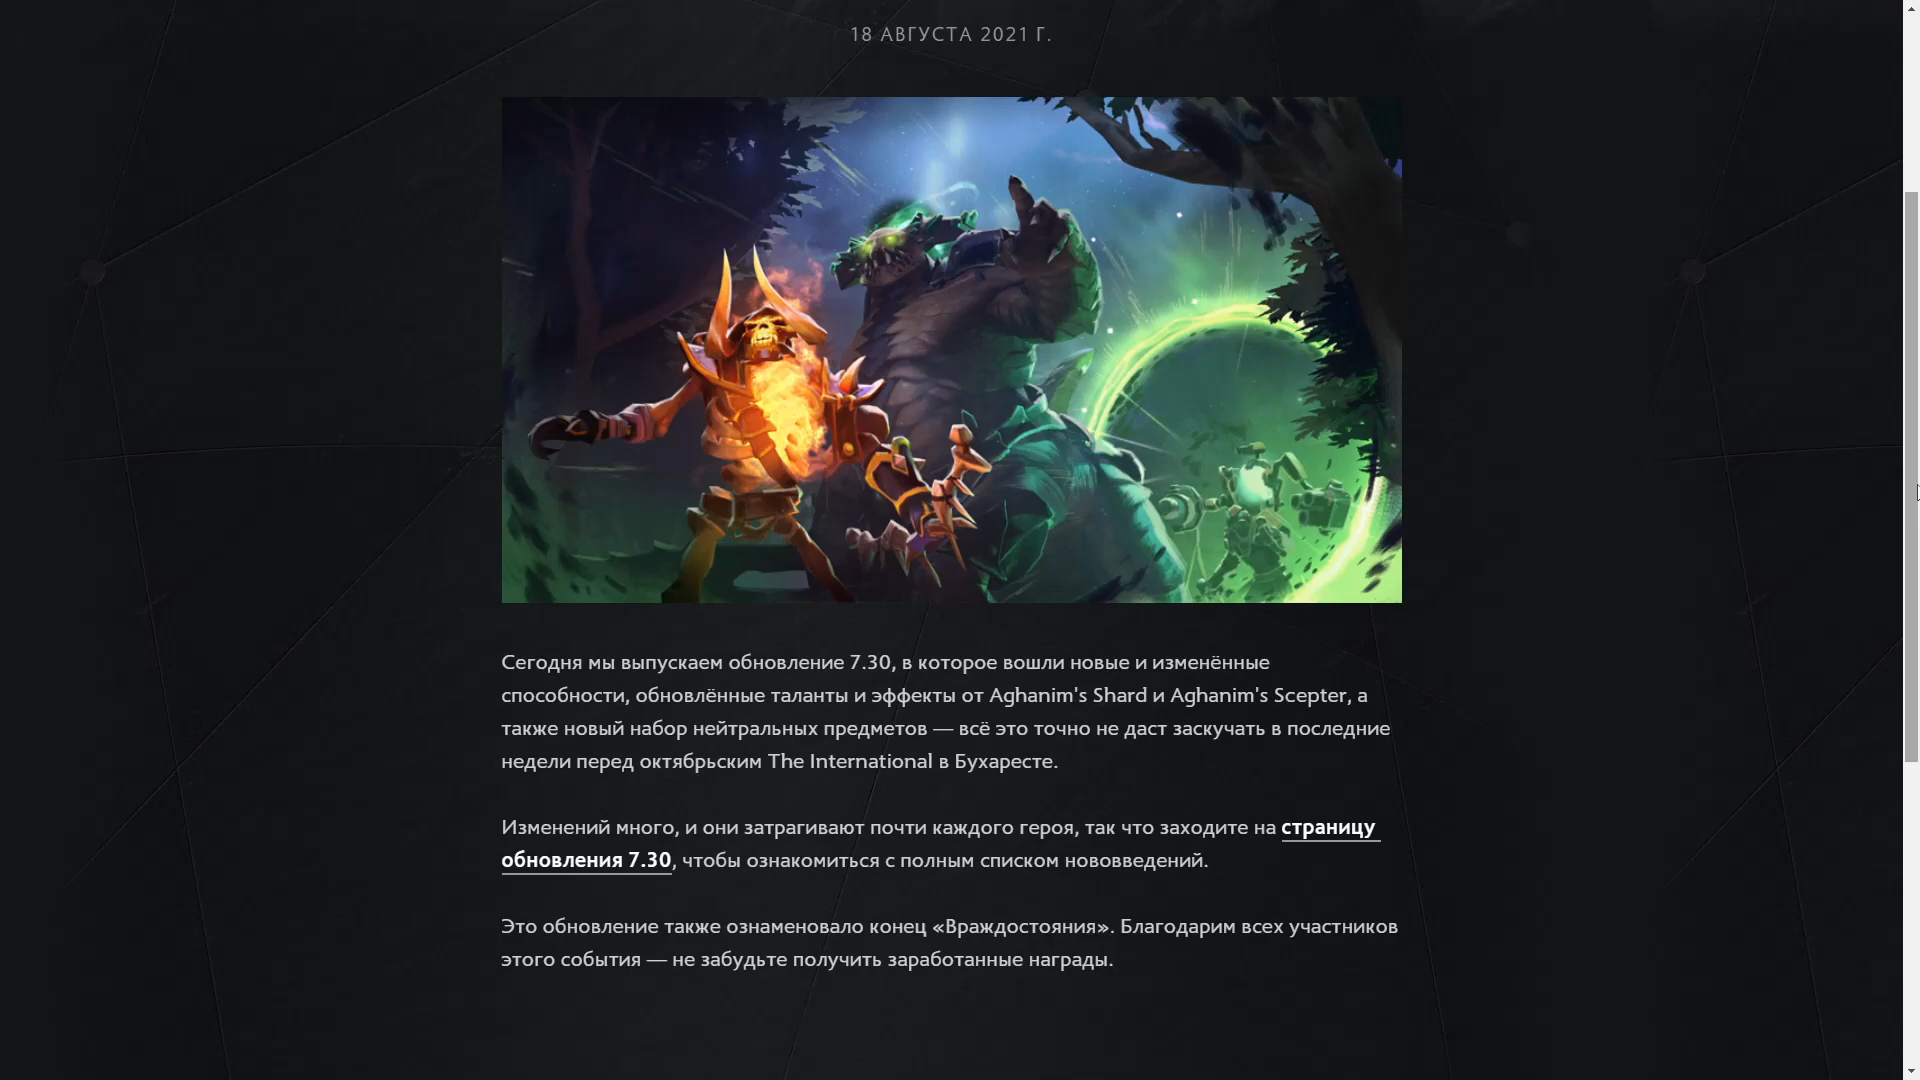 18 АВГУСТА 2021 Г.
Сегодня мы выпускаем обновление 7.30, в которое вошли новые и изменённые
способности, обновлённые таланты и эффекты от Aghanim's Shard и Aghanim's Scepter, а
также новый набор нейтральных предметов — всё это точно не даст заскучать в последние
недели перед октябрьским The International в Бухаресте.
Изменений много, и они затрагивают почти каждого героя, так что заходите на страницу
обновления 7.30, чтобы ознакомиться с полным списком нововведений.
Это обновление также ознаменовало конец «Враждостояния». Благодарим всех участников
этого события — не забудьте получить заработанные награды.